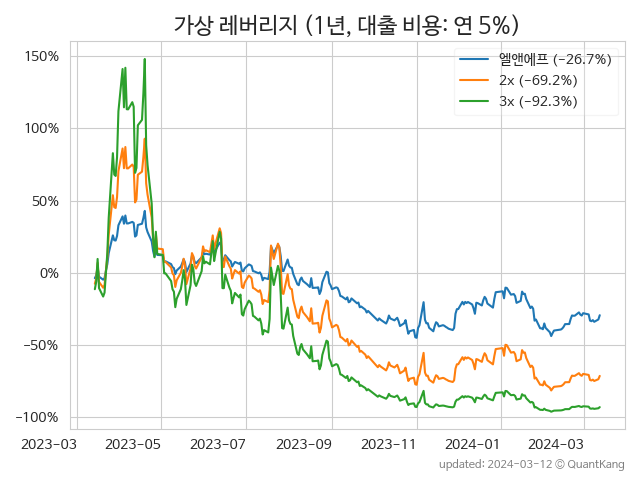 가상 레버리지 (1년, 대출 비용: 연 5%)
엘앤에프 (−26.7%)
2x (−69.2%)
3x (−92.3%)
150%
100%
50%
0%
−50%
−100%
2023−03 2023−05 2023−07 2023−09 2023−11 2024−01 2024−03
updated: 2024-03-12 © QuantKang